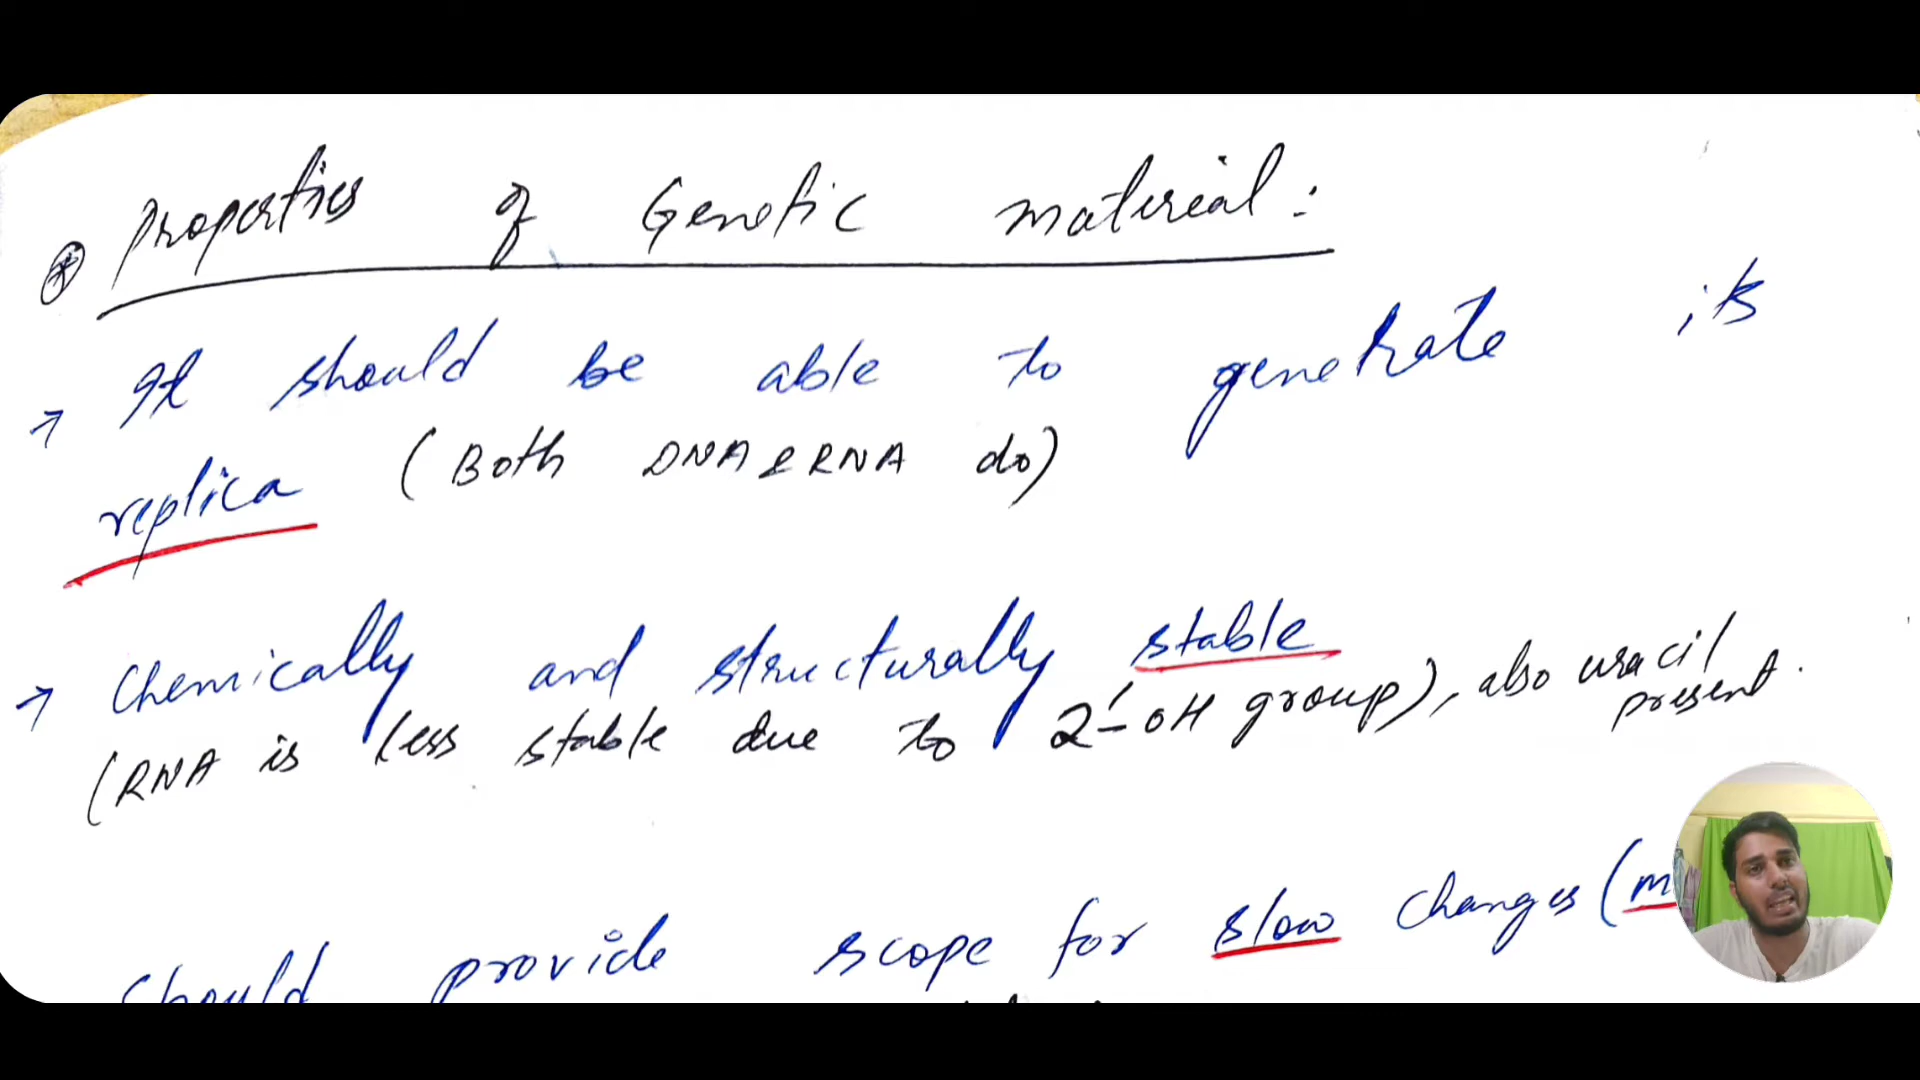 Properties of Genetic material:
→ It should be able to generate its
replica (Both DNA & RNA do)
→ Chemically and structurally stable
(RNA is less stable due to 2'-OH group), also uracil
present.
should provide scope for slow changes (m